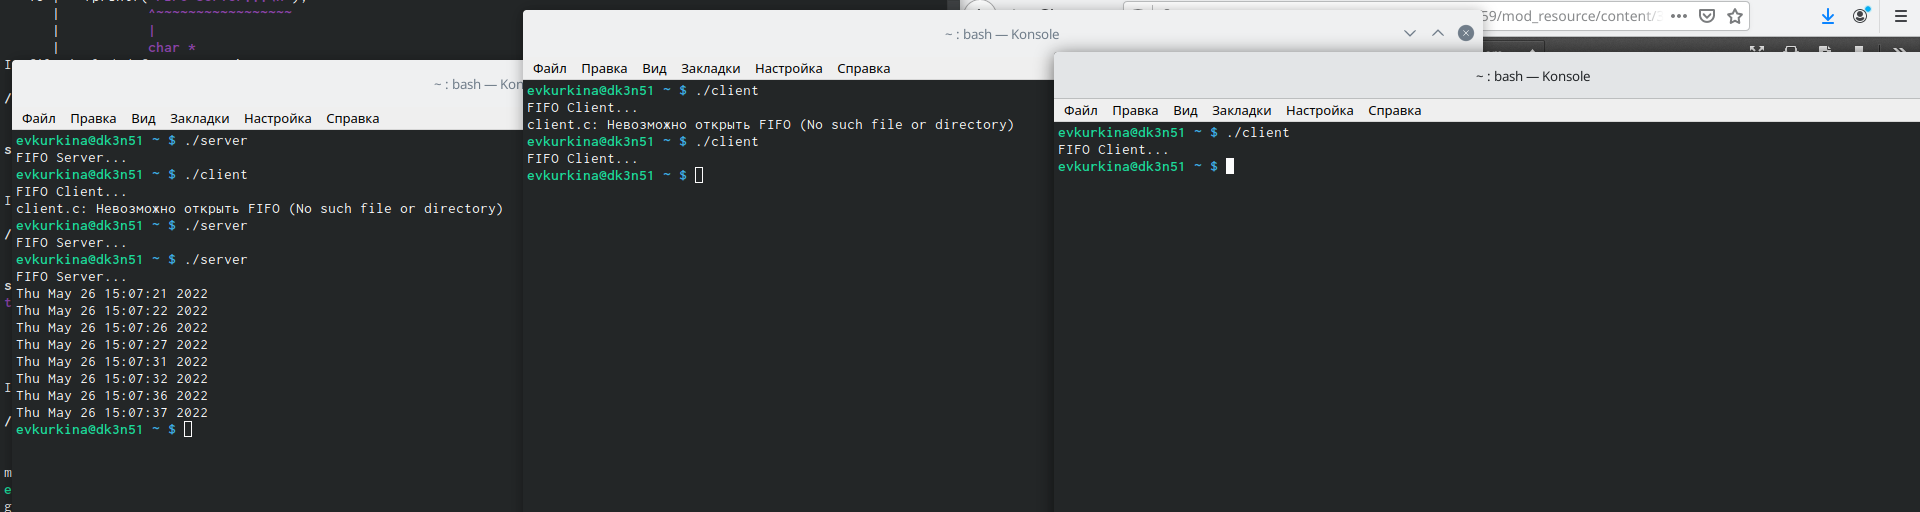 char *
~ : bash — Kon
Файл Правка Вид Закладки Настройка Справка
evkurkina@dk3n51 ~ $ ./server
FIFO Server...
evkurkina@dk3n51 ~ $ ./client
FIFO Client...
client.c: Невозможно открыть FIFO (No such file or directory)
evkurkina@dk3n51 ~ $ ./server
FIFO Server...
evkurkina@dk3n51 ~ $ ./server
FIFO Server...
Thu May 26 15:07:21 2022
Thu May 26 15:07:22 2022
Thu May 26 15:07:26 2022
Thu May 26 15:07:27 2022
Thu May 26 15:07:31 2022
Thu May 26 15:07:32 2022
Thu May 26 15:07:36 2022
Thu May 26 15:07:37 2022
evkurkina@dk3n51 ~ $
~ : bash — Konsole
Файл Правка Вид Закладки Настройка Справка
evkurkina@dk3n51 ~ $ ./client
FIFO Client...
client.c: Невозможно открыть FIFO (No such file or directory)
evkurkina@dk3n51 ~ $ ./client
FIFO Client...
evkurkina@dk3n51 ~ $
59/mod_resource/content/
~ : bash — Konsole
Файл Правка Вид Закладки Настройка Справка
evkurkina@dk3n51 ~ $ ./client
FIFO Client...
evkurkina@dk3n51 ~ $